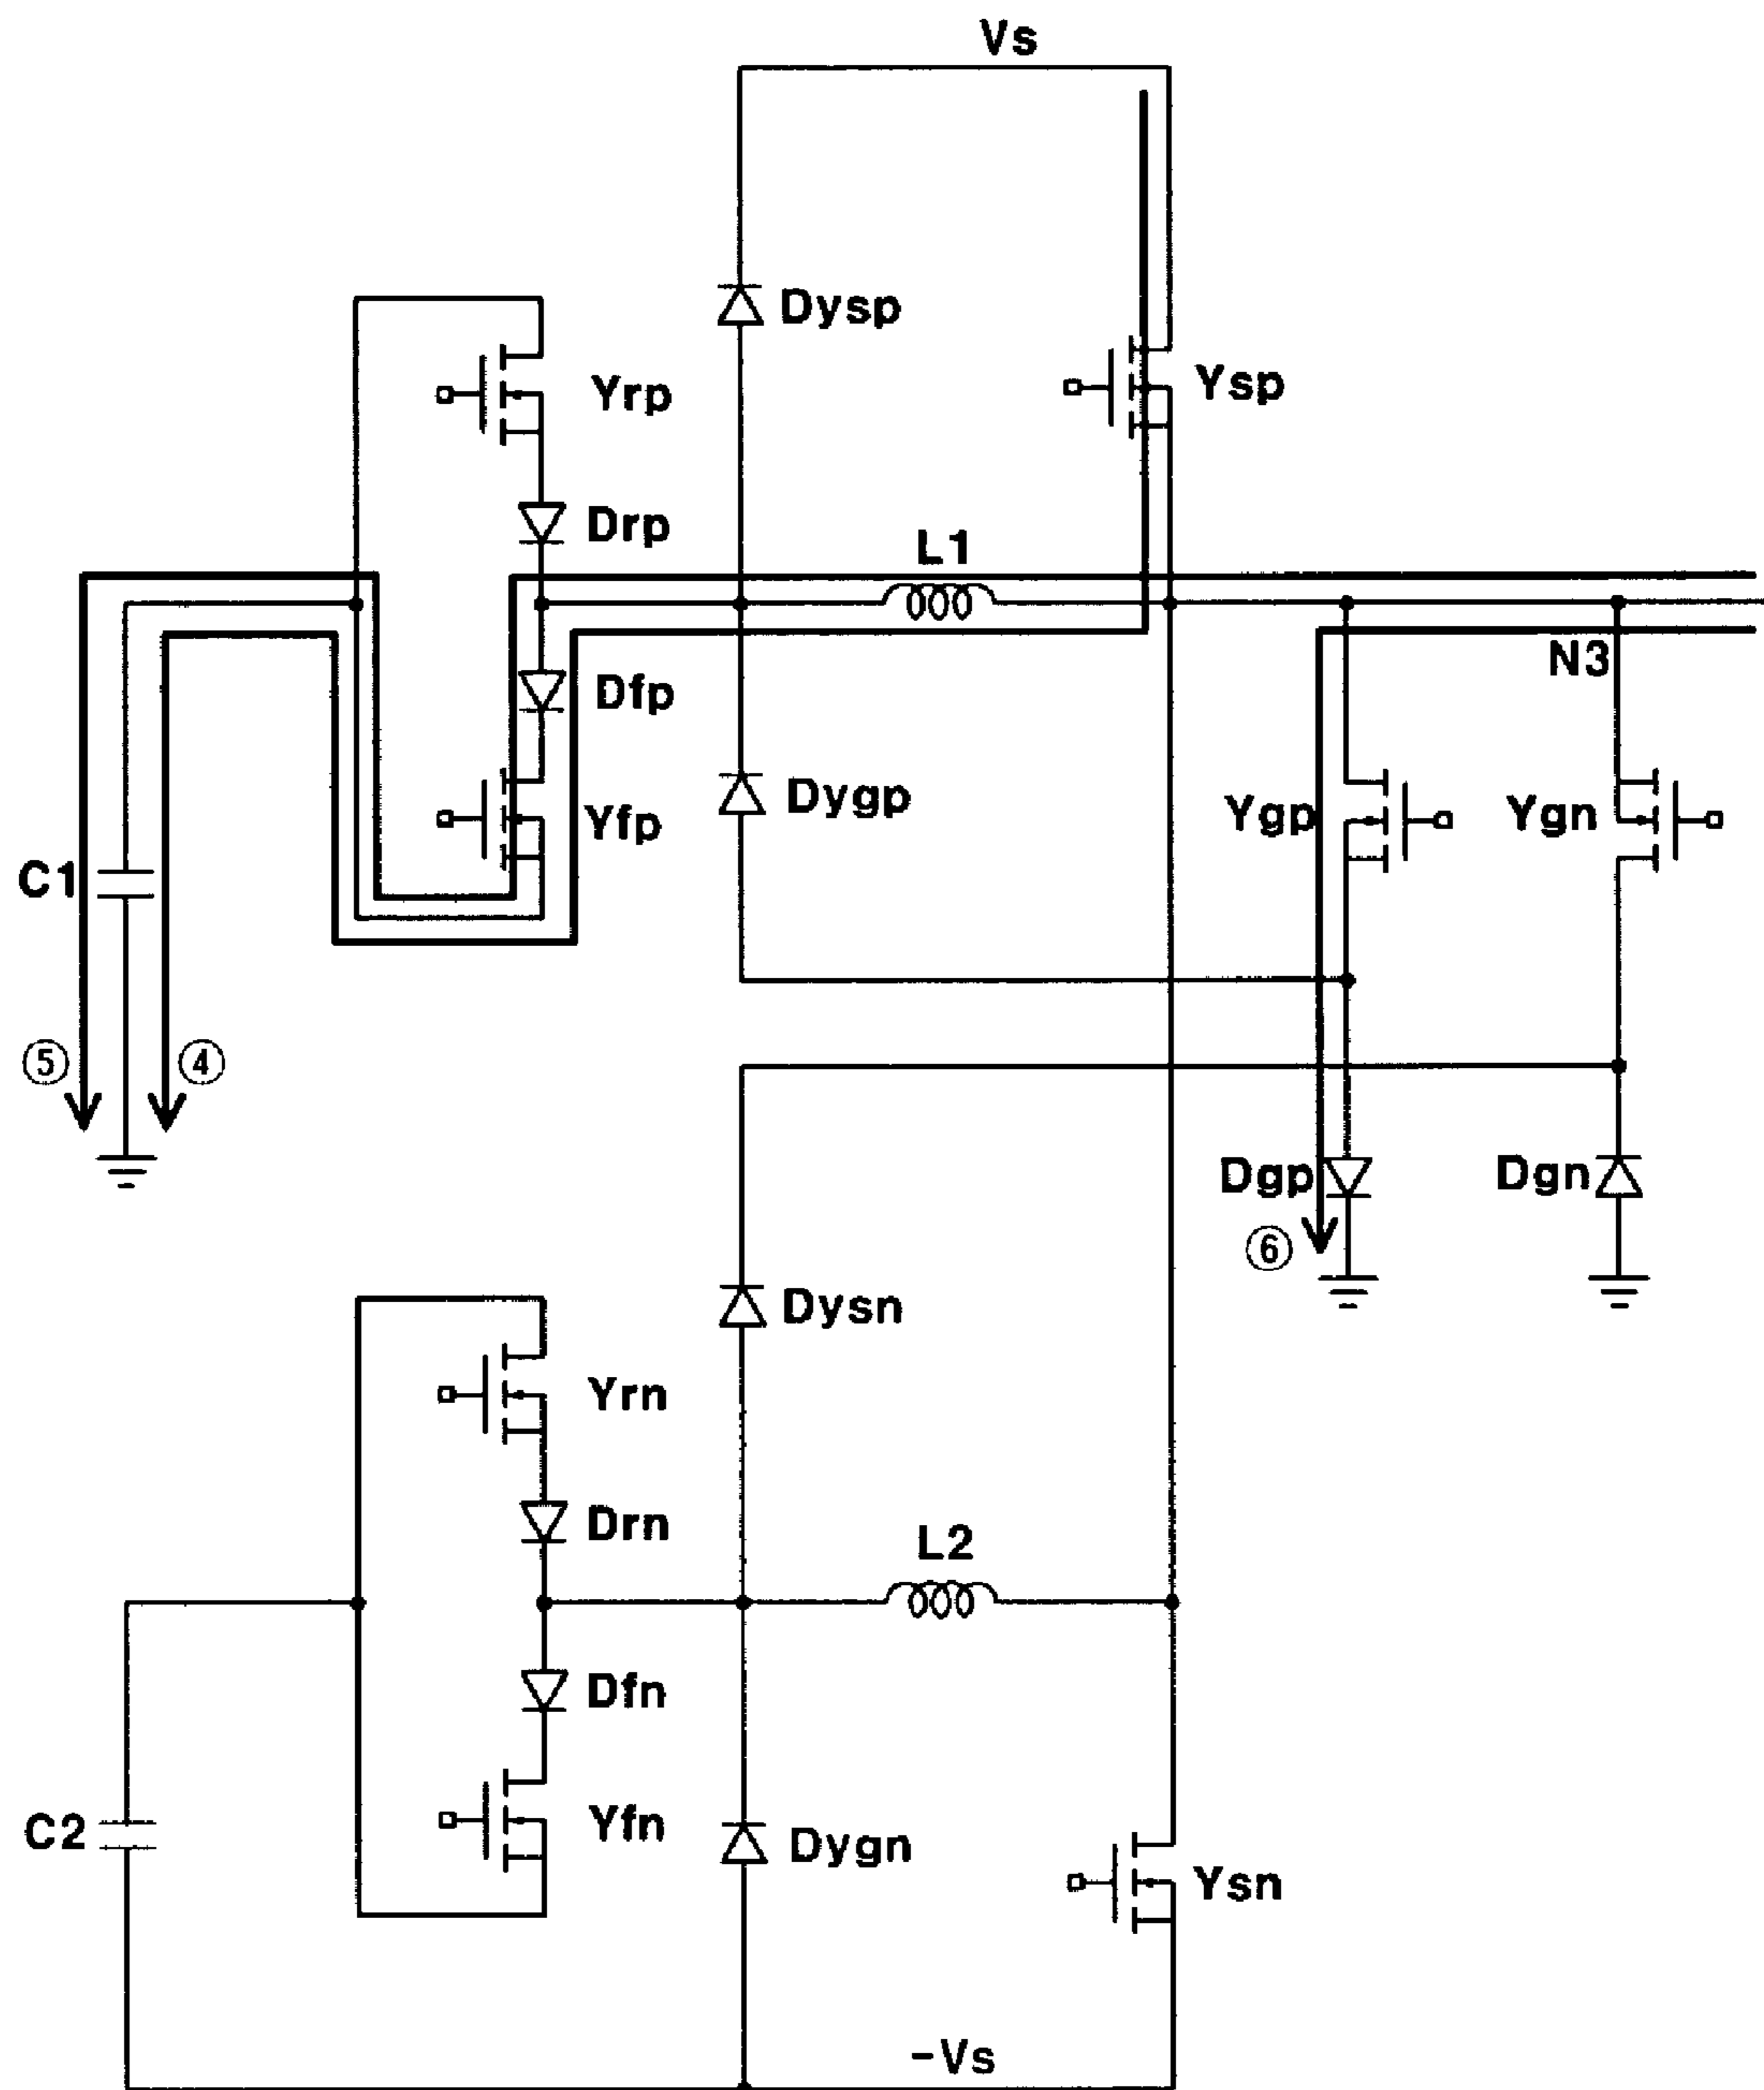 Vs
Dysp
Yrp
Ysp
Drp
L1
N3
Dfp
Dygp
Yfp
Ygp
Ygn
C1
⑤
④
Dgp
Dgn
⑥
Dysn
Yrn
Drn
L2
Dfn
C2
Yfn
Dygn
Ysn
-Vs